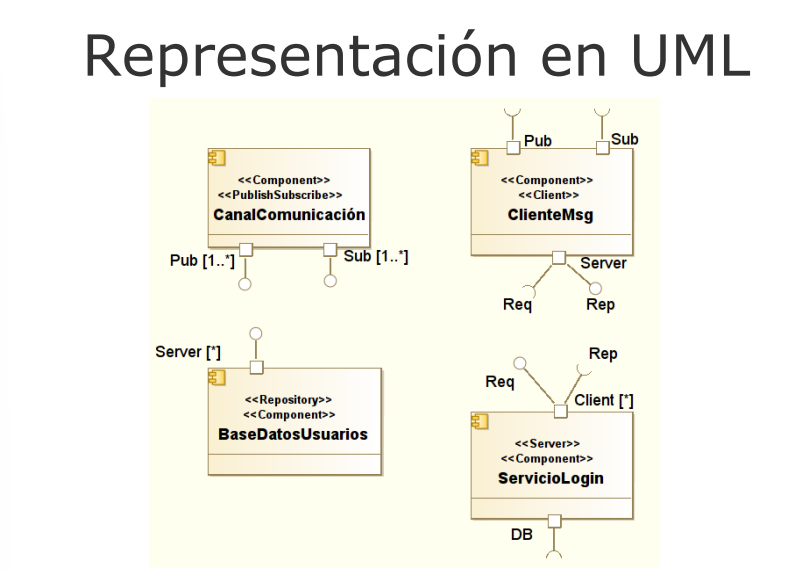 Representación en UML
<<Component>>
<<PublishSubscribe>>
CanalComunicación
Pub [1..*]
Sub [1..*]
Pub
Sub
<<Component>>
<<Client>>
ClienteMsg
Server
Req
Rep
Server [*]
<<Repository>>
<<Component>>
BaseDatosUsuarios
Rep
Req
Client [*]
<<Server>>
<<Component>>
ServicioLogin
DB